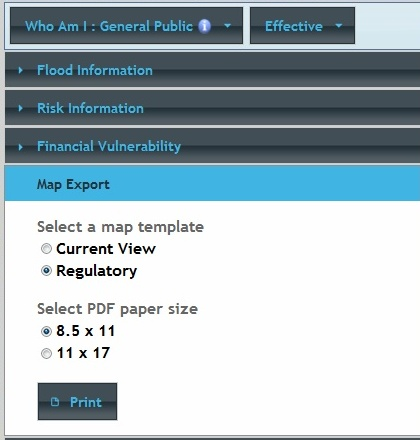 Who Am I : General Public i Effective
Flood Information
Risk Information
Financial Vulnerability
Map Export
Select a map template
Current View
Regulatory
Select PDF paper size
8.5 x 11
11 x 17
Print